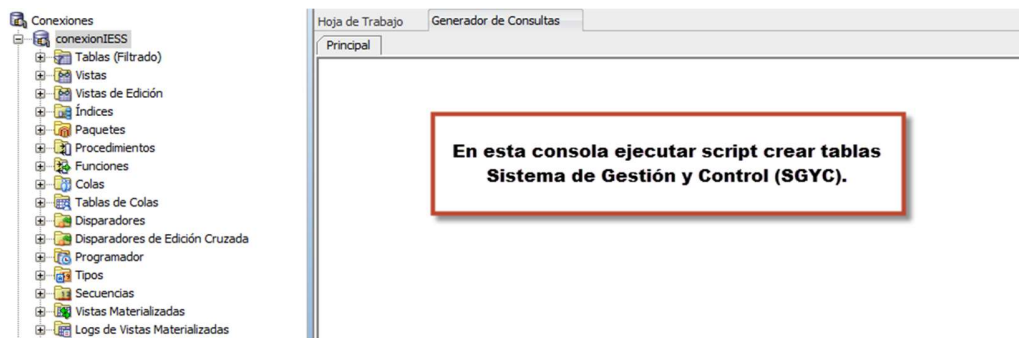 Conexiones
conexionIESS
Tablas (Filtrado)
Vistas
Vistas de Edición
Índices
Paquetes
Procedimientos
Funciones
Colas
Tablas de Colas
Disparadores
Disparadores de Edición Cruzada
Programador
Tipos
Secuencias
Vistas Materializadas
Logs de Vistas Materializadas
Hoja de Trabajo
Generador de Consultas
Principal
En esta consola ejecutar script crear tablas
Sistema de Gestión y Control (SGYC).